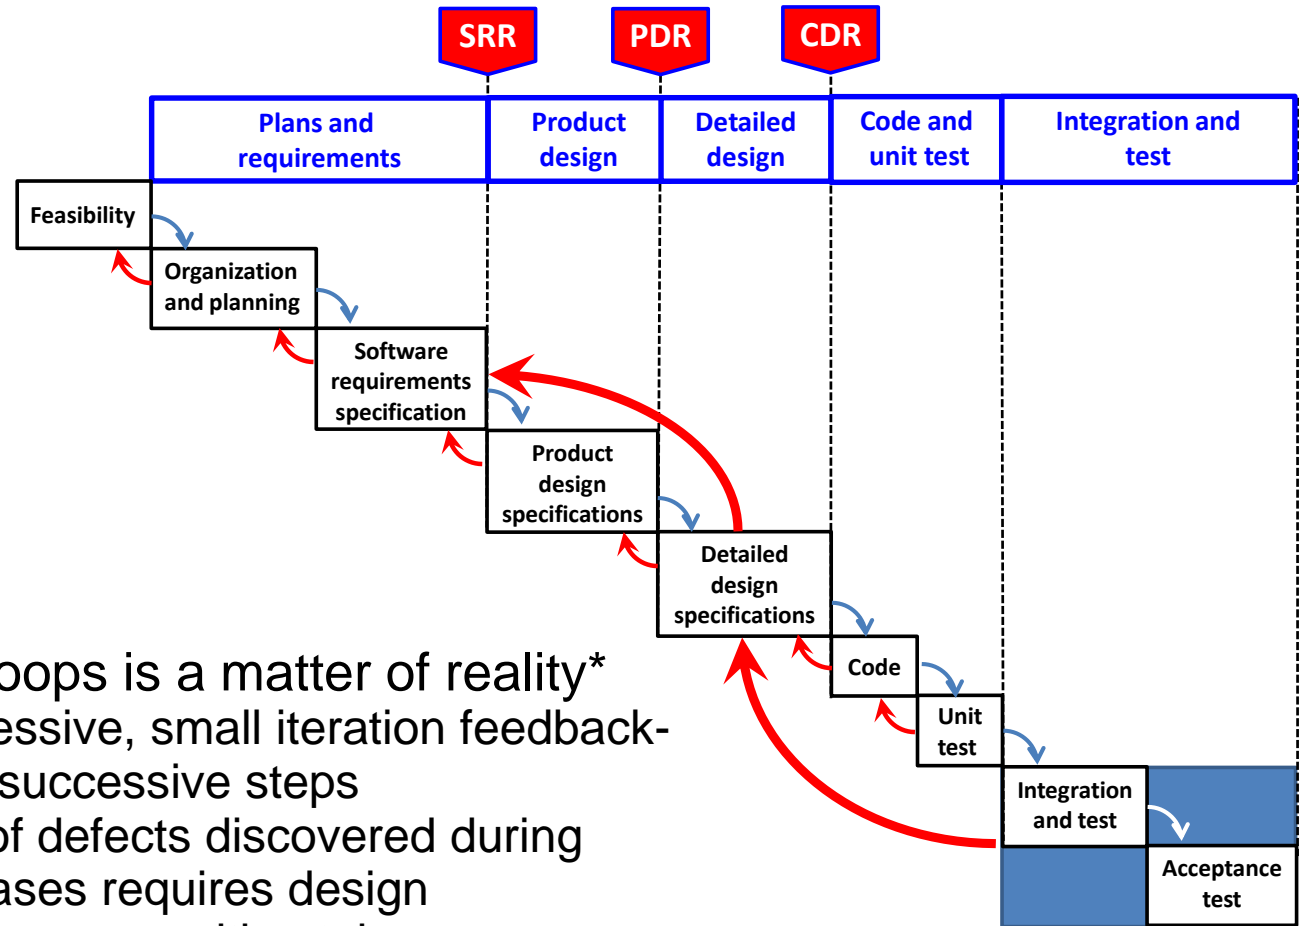 SRR
PDR
CDR
Plans and
requirements
Product
design
Detailed
design
Code and
unit test
Integration and
test
Feasibility
Organization
and planning
Software
requirements
specification
Product
design
specifications
Detailed
design
specifications
Code
Unit
test
Integration
and test
Acceptance
test
oops is a matter of reality*
essive, small iteration feedback-
successive steps
of defects discovered during
ases requires design